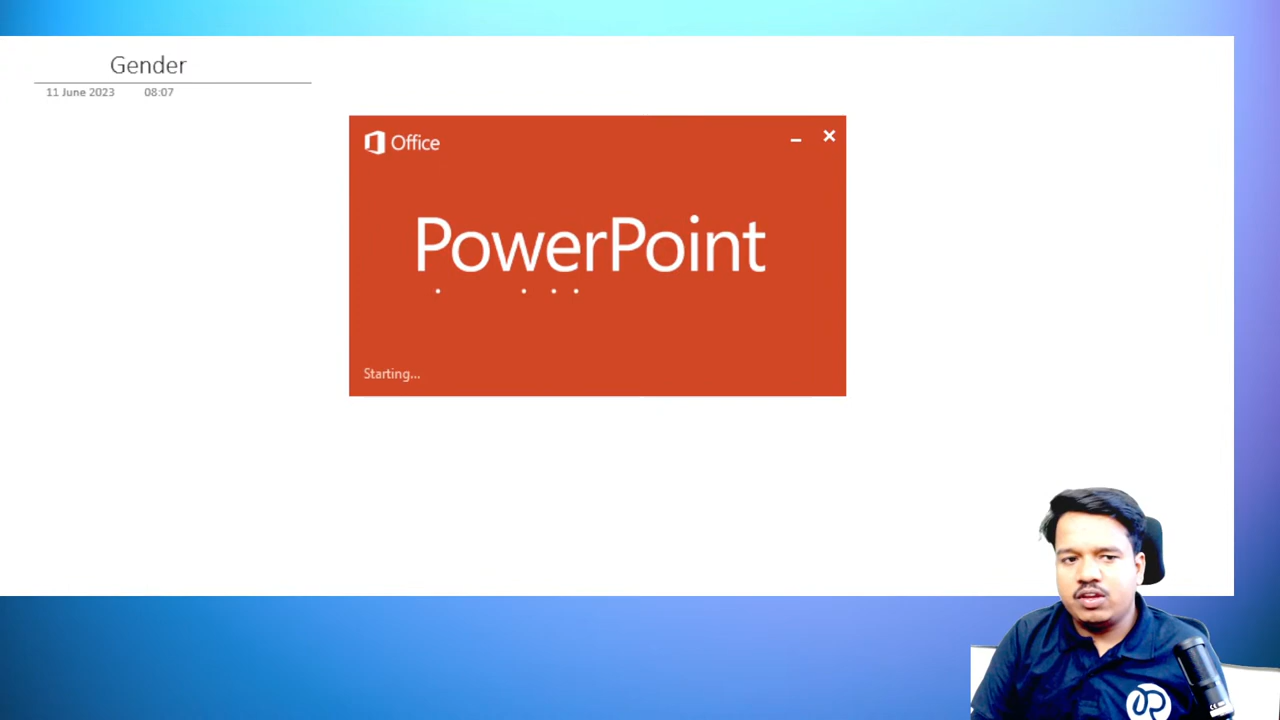 Gender
11 June 2023 08:07
Office
PowerPoint
Starting...